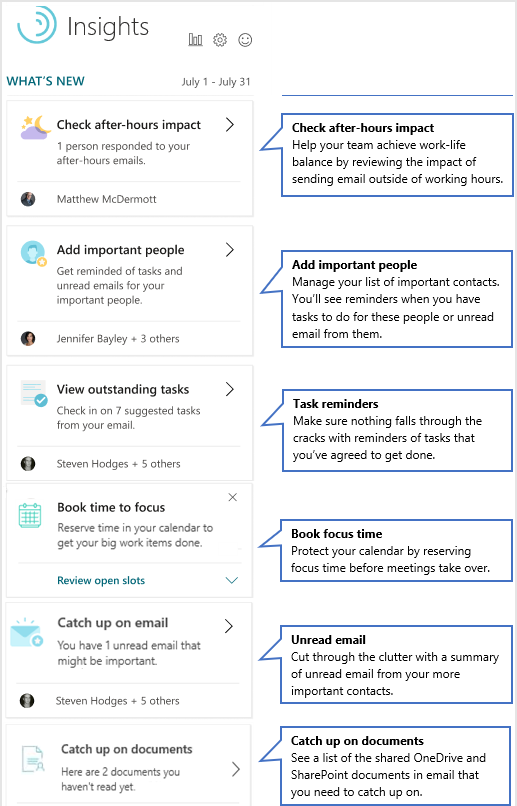 Insights
WHAT'S NEW
July 1 - July 31
Check after-hours impact
1 person responded to your
after-hours emails.
Matthew McDermott
Check after-hours impact
Help your team achieve work-life
balance by reviewing the impact of
sending email outside of working hours.
Add important people
Get reminded of tasks and
unread emails for your
important people.
Jennifer Bayley + 3 others
Add important people
Manage your list of important contacts.
You'll see reminders when you have
tasks to do for these people or unread
email from them.
View outstanding tasks
Check in on 7 suggested tasks
from your email.
Steven Hodges + 5 others
Task reminders
Make sure nothing falls through the
cracks with reminders of tasks that
you've agreed to get done.
Book time to focus
Reserve time in your calendar to
get your big work items done.
Review open slots
Book focus time
Protect your calendar by reserving
focus time before meetings take over.
Catch up on email
You have 1 unread email that
might be important.
Steven Hodges + 5 others
Unread email
Cut through the clutter with a summary
of unread email from your more
important contacts.
Catch up on documents
Here are 2 documents you
haven't read yet.
Catch up on documents
See a list of the shared OneDrive and
SharePoint documents in email that
you need to catch up on.